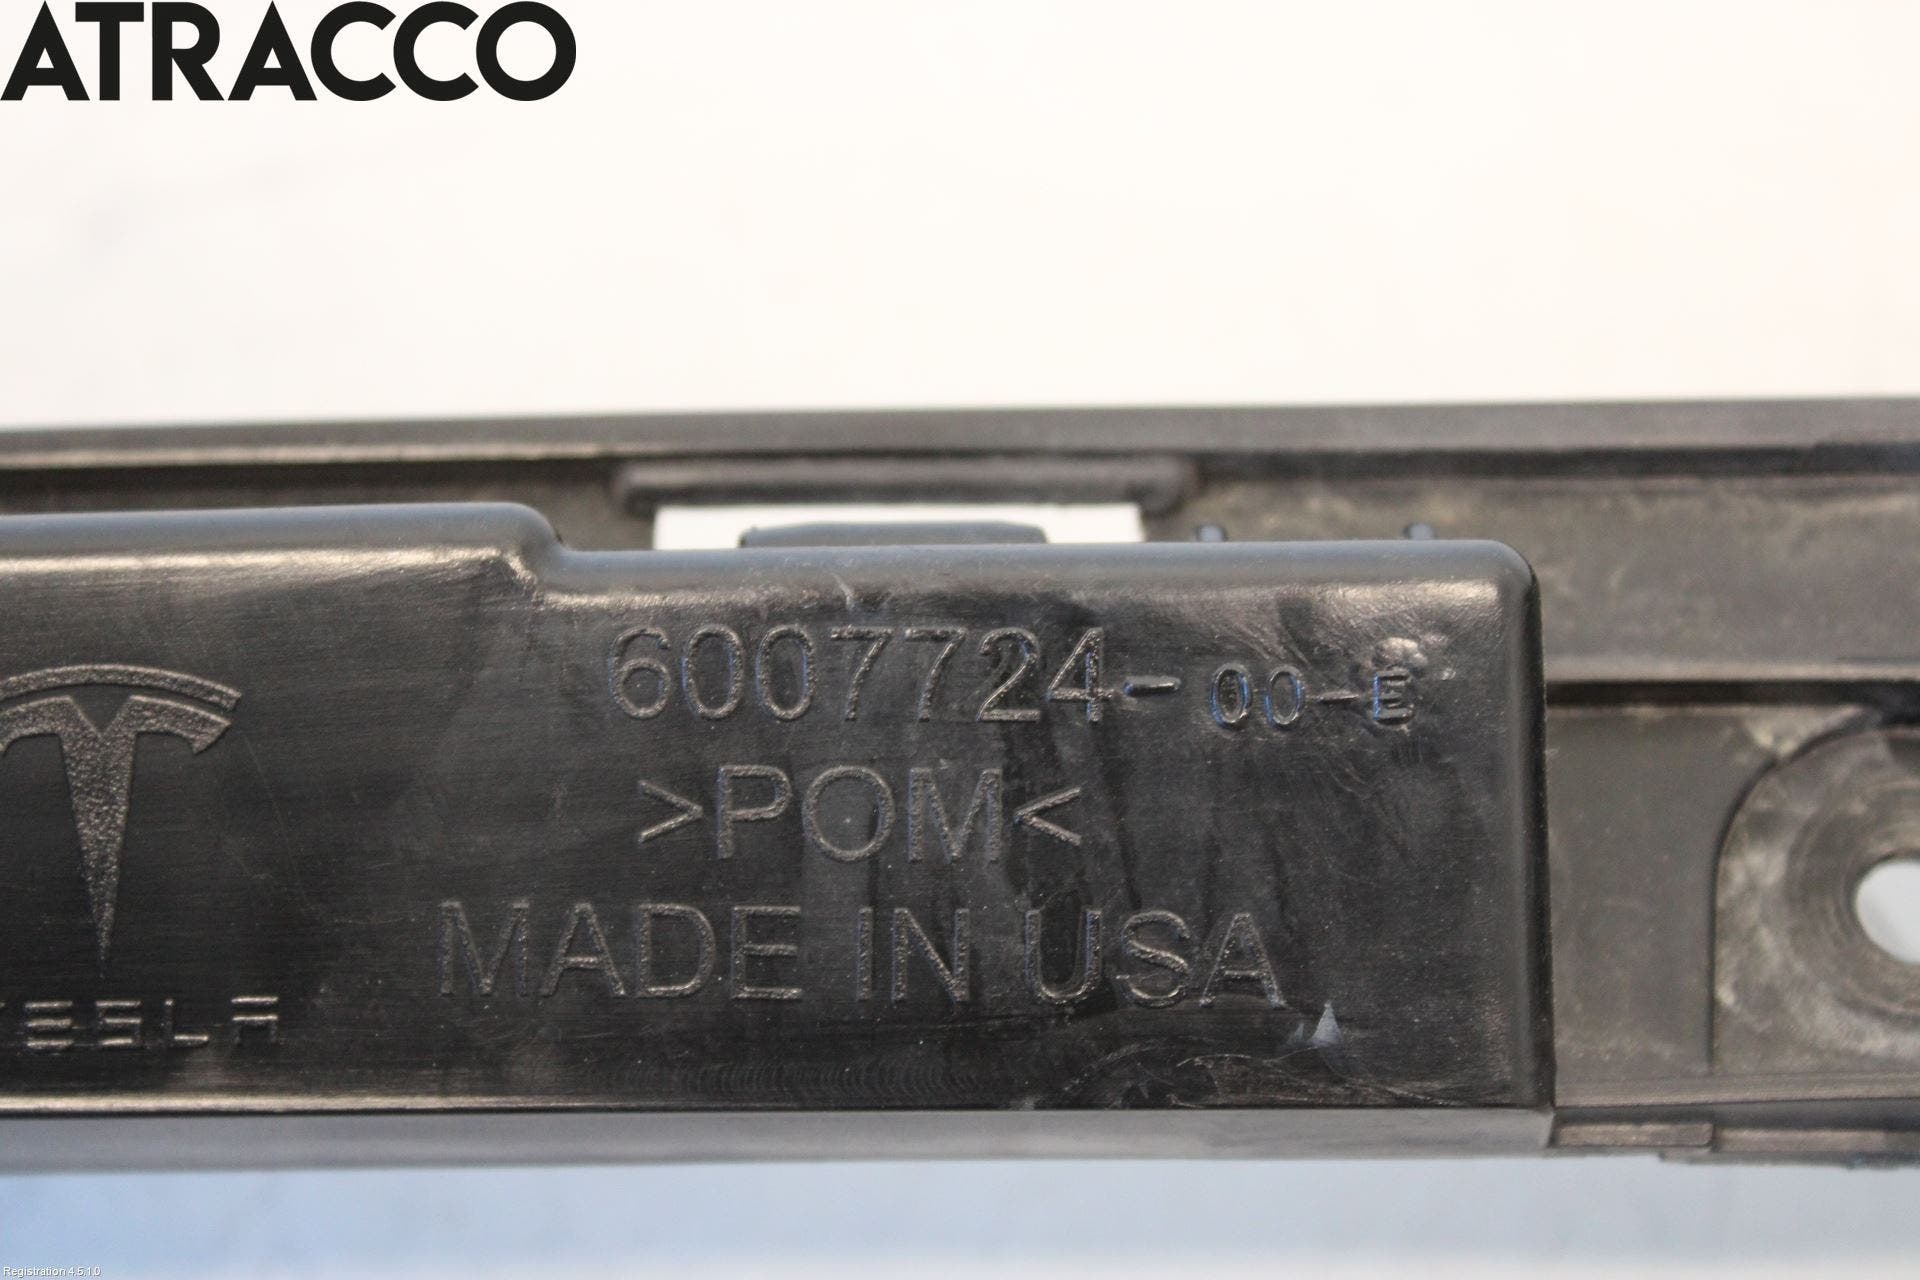 ATRACCO
6007724-00-E
>POM<
MADE IN USA
TESLA
Registration 4.5.1.0